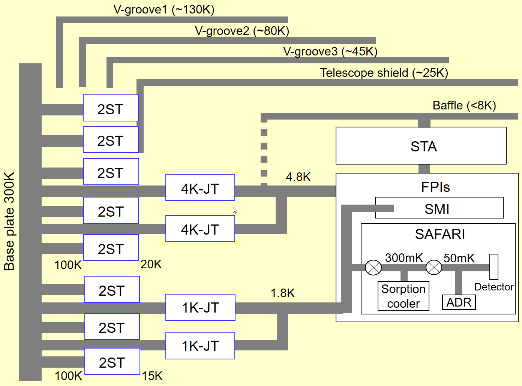 V-groove1 (~130K)
V-groove2 (~80K)
V-groove3 (~45K)
Telescope shield (~25K)
Baffle (<8K)
Base plate 300K
2ST
2ST
2ST
2ST
2ST
100K
20K
4K-JT
4K-JT
4.8K
STA
FPIs
SMI
SAFARI
300mK
50mK
Sorption
cooler
ADR
Detector
2ST
2ST
2ST
100K
15K
1K-JT
1K-JT
1.8K